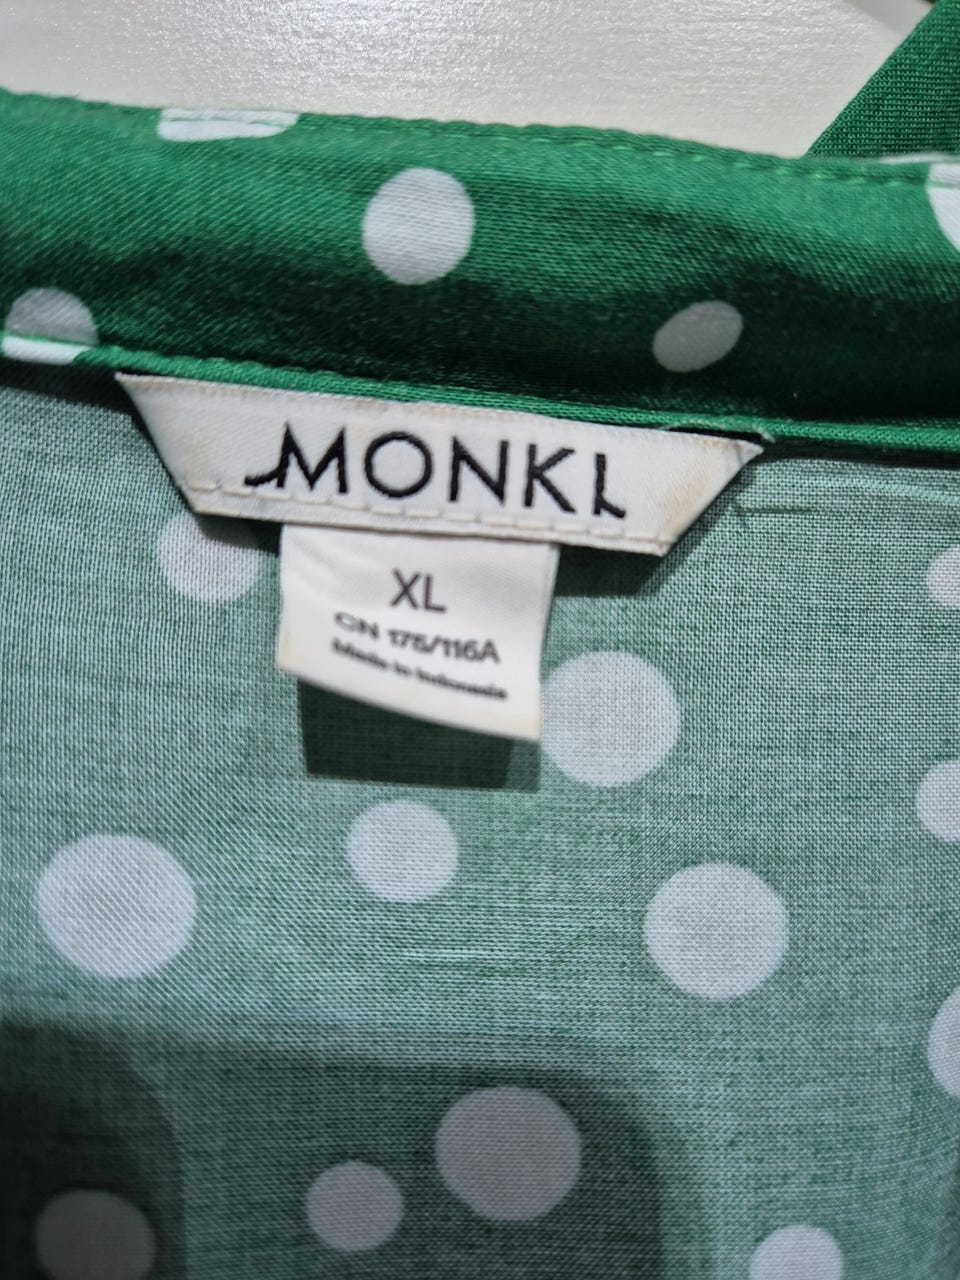 MONKI
XL
CN 175/116A
Made in Indonesia